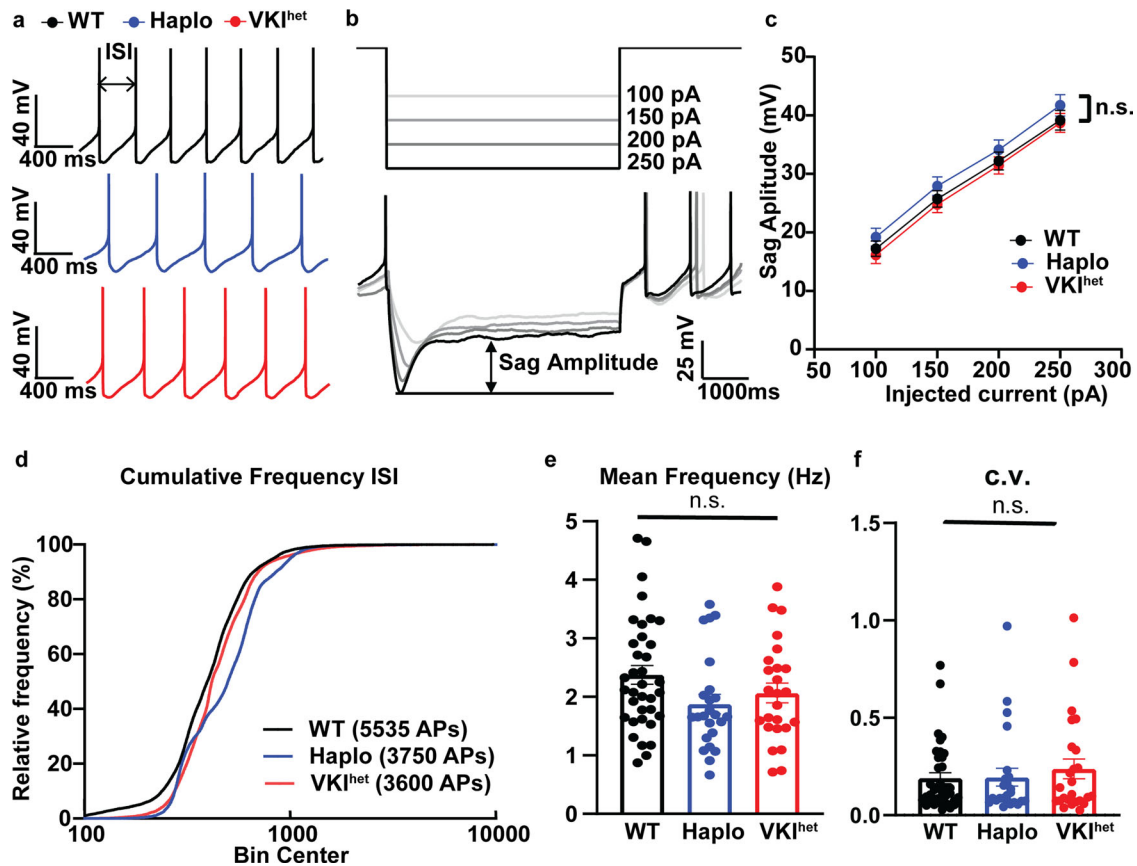 a
WT
Haplo
VKIhet
ISI
40 mV
400 ms
40 mV
400 ms
40 mV
400 ms
b
100 pA
150 pA
200 pA
250 pA
Sag Amplitude
25 mV
1000ms
c
Sag Aplitude (mV)
50
40
30
20
10
0
n.s.
WT
Haplo
VKIhet
50 100 150 200 250 300
Injected current (pA)
d
Cumulative Frequency ISI
Relative frequency (%)
100
80
60
40
20
0
WT (5535 APs)
Haplo (3750 APs)
VKIhet (3600 APs)
100 1000 10000
Bin Center
e
Mean Frequency (Hz)
n.s.
5
4
3
2
1
0
WT Haplo VKIhet
f
c.v.
n.s.
1.5
1.0
0.5
0.0
WT Haplo VKIhet